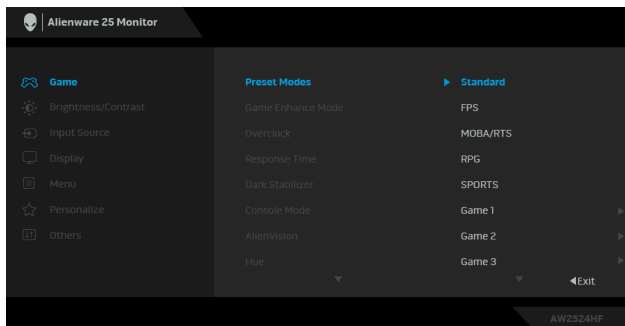 Alienware 25 Monitor
Game
Preset Modes
Standard
Brightness/Contrast
Game Enhance Mode
FPS
Input Source
Overclock
MOBA/RTS
Display
Response Time
RPG
Menu
Dark Stabilizer
SPORTS
Personalize
Console Mode
Game 1
Others
AlienVision
Game 2
Hue
Game 3
Exit
AW2524HF